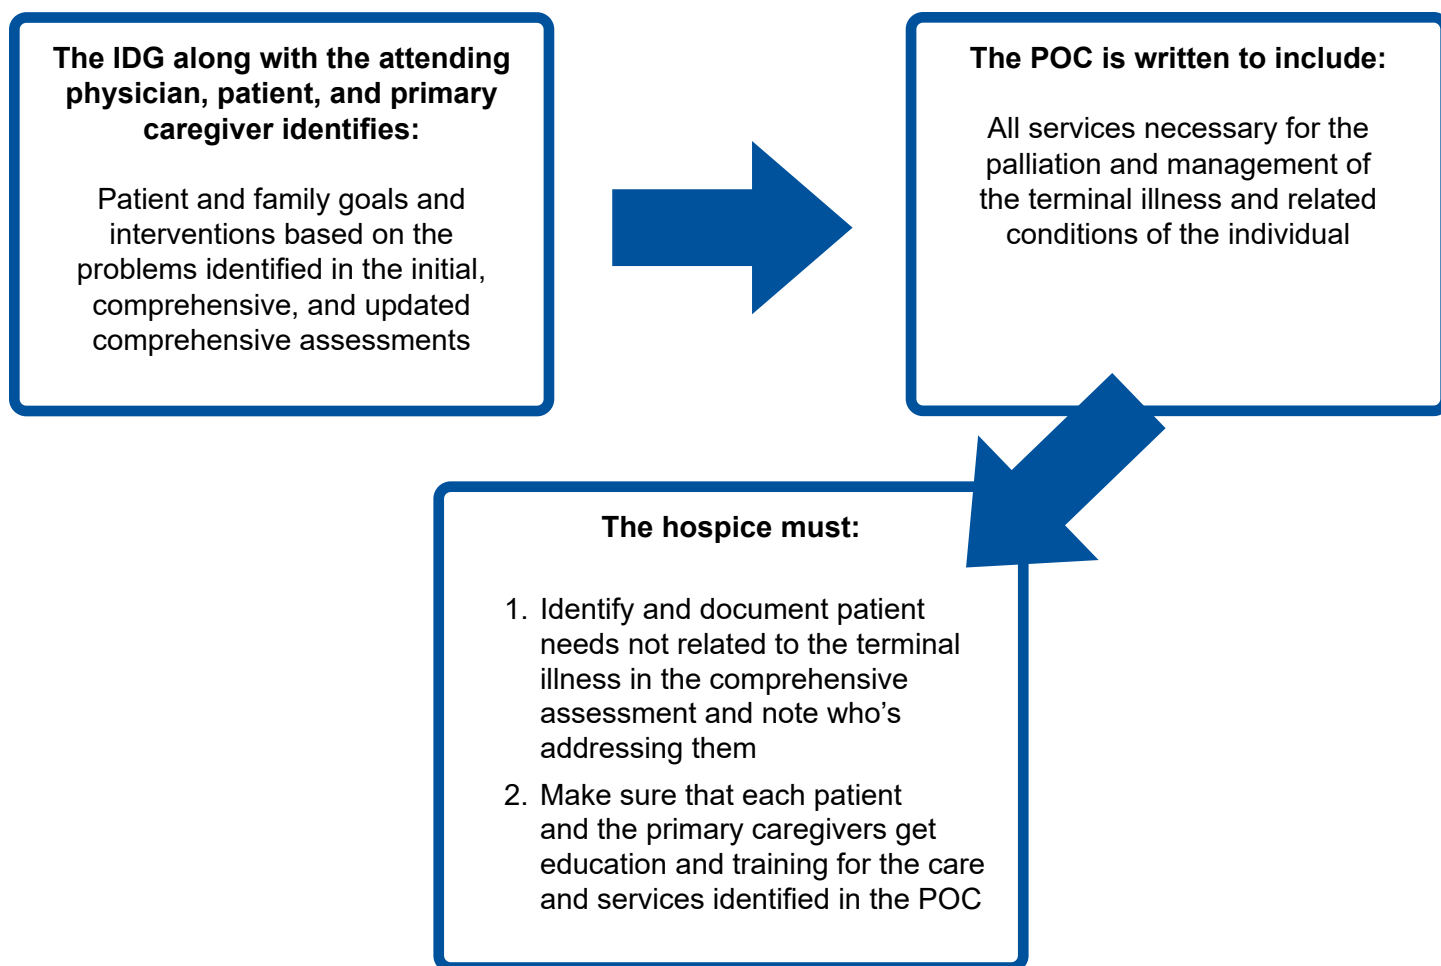 The IDG along with the attending
physician, patient, and primary
caregiver identifies:
Patient and family goals and
interventions based on the
problems identified in the initial,
comprehensive, and updated
comprehensive assessments
The POC is written to include:
All services necessary for the
palliation and management of
the terminal illness and related
conditions of the individual
The hospice must:
1. Identify and document patient
needs not related to the terminal
illness in the comprehensive
assessment and note who’s
addressing them
2. Make sure that each patient
and the primary caregivers get
education and training for the care
and services identified in the POC